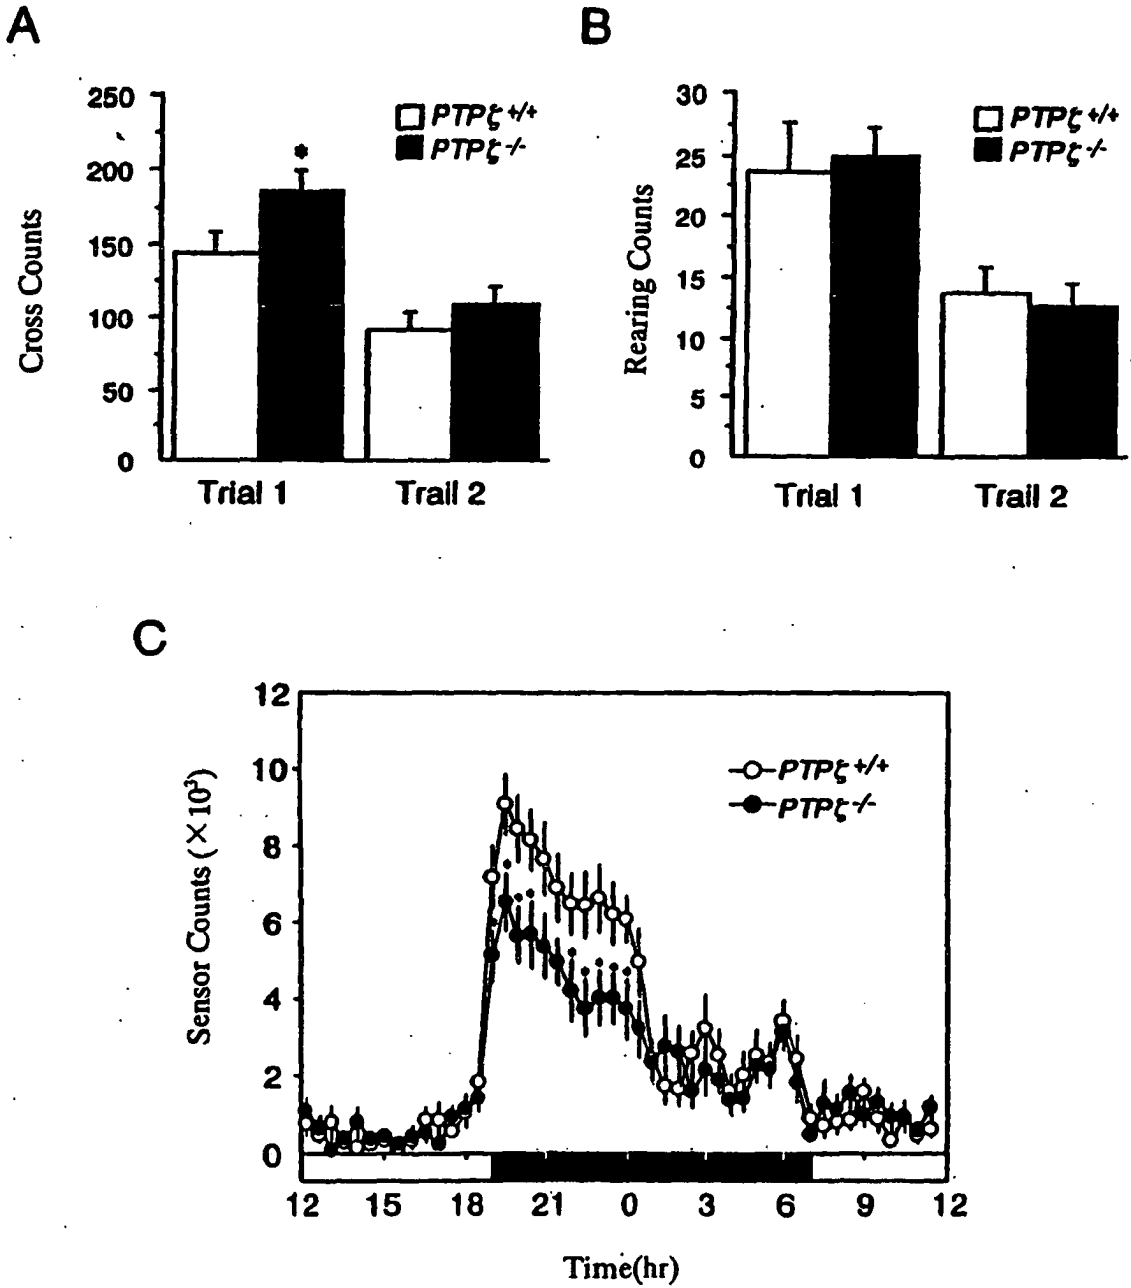 A
250
200
150
100
50
0
Cross Counts
PTPζ+/+
PTPζ-/-
*
Trial 1
Trail 2
B
30
25
20
15
10
5
0
Rearing Counts
PTPζ+/+
PTPζ-/-
Trial 1
Trail 2
C
12
10
8
6
4
2
0
Sensor Counts (×10³)
PTPζ+/+
PTPζ-/-
12 15 18 21 0 3 6 9 12
Time(hr)